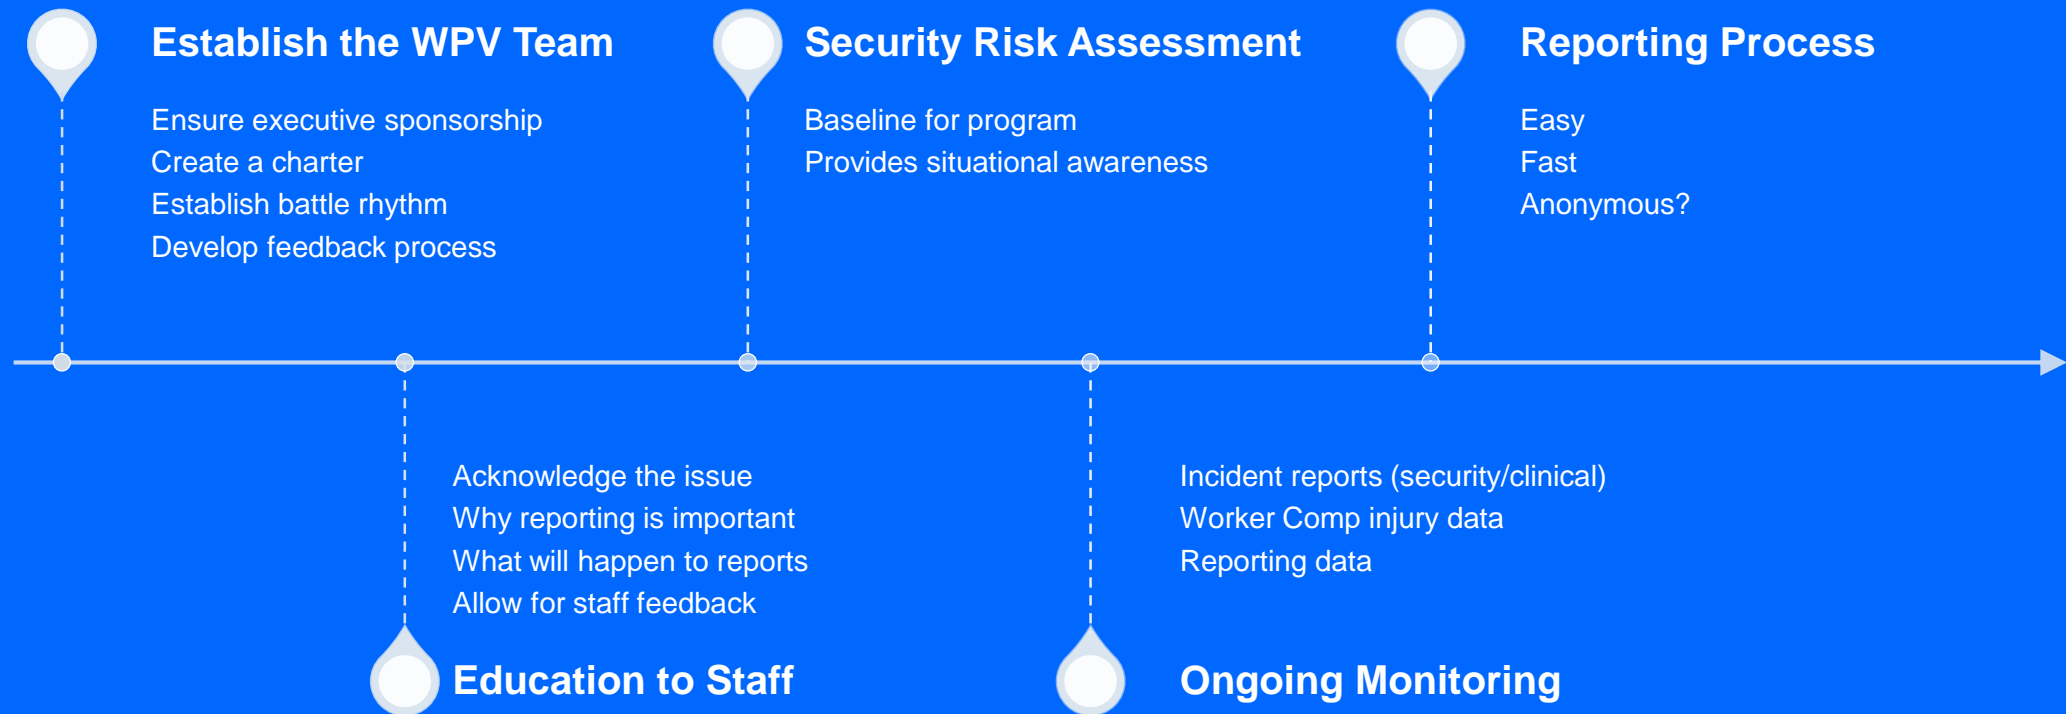 Establish the WPV Team
Ensure executive sponsorship
Create a charter
Establish battle rhythm
Develop feedback process
Security Risk Assessment
Baseline for program
Provides situational awareness
Reporting Process
Easy
Fast
Anonymous?
Acknowledge the issue
Why reporting is important
What will happen to reports
Allow for staff feedback
Education to Staff
Incident reports (security/clinical)
Worker Comp injury data
Reporting data
Ongoing Monitoring